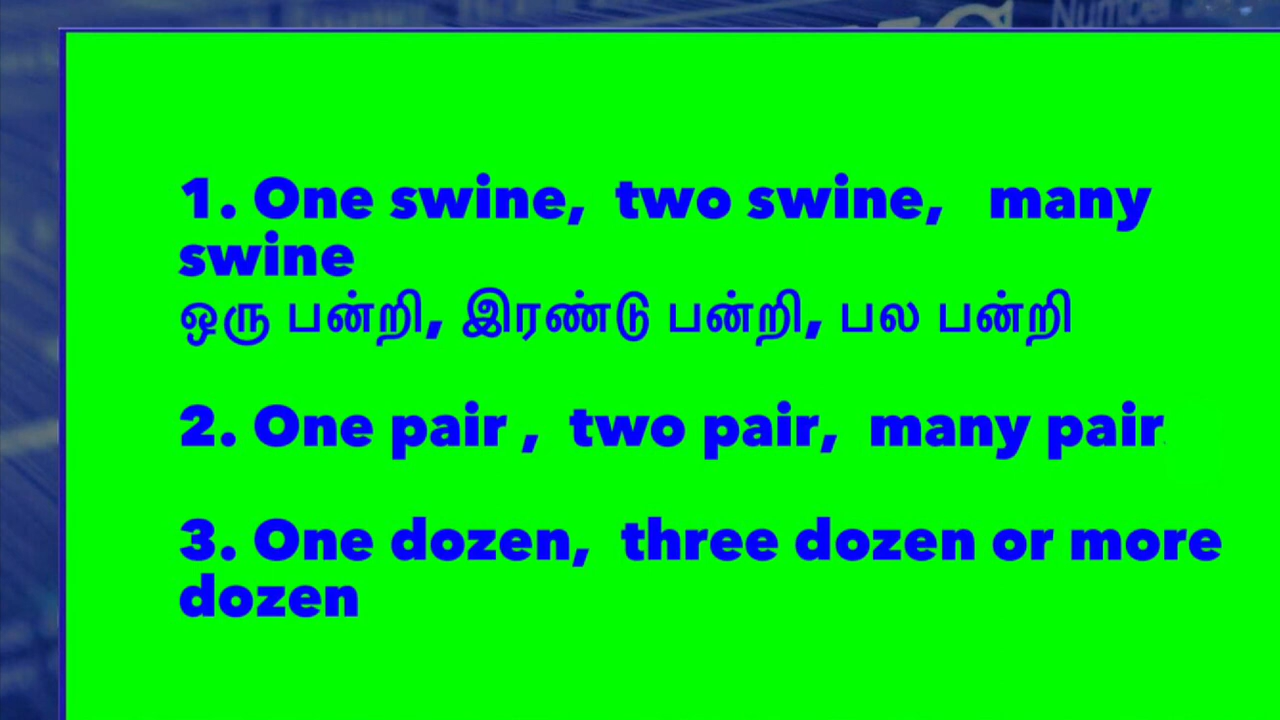 Number
1. One swine, two swine, many
swine
ஒரு பன்றி, இரண்டு பன்றி, பல பன்றி
2. One pair , two pair, many pair
3. One dozen, three dozen or more
dozen